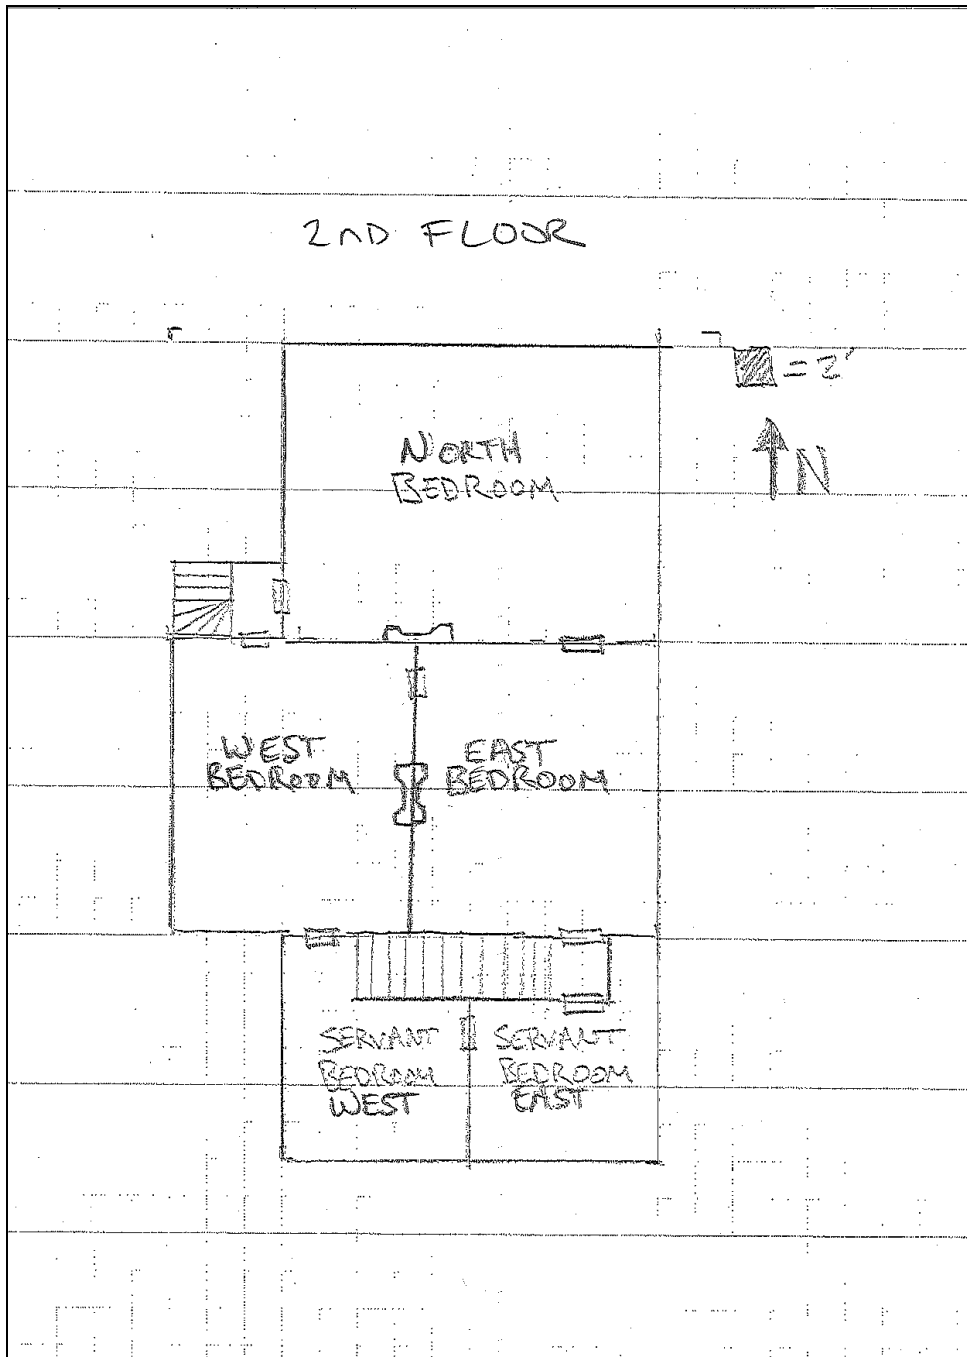 2ND FLOOR
= 2'
N
NORTH
BEDROOM
WEST
BEDROOM
EAST
BEDROOM
SERVANT
BEDROOM
WEST
SERVANT
BEDROOM
EAST